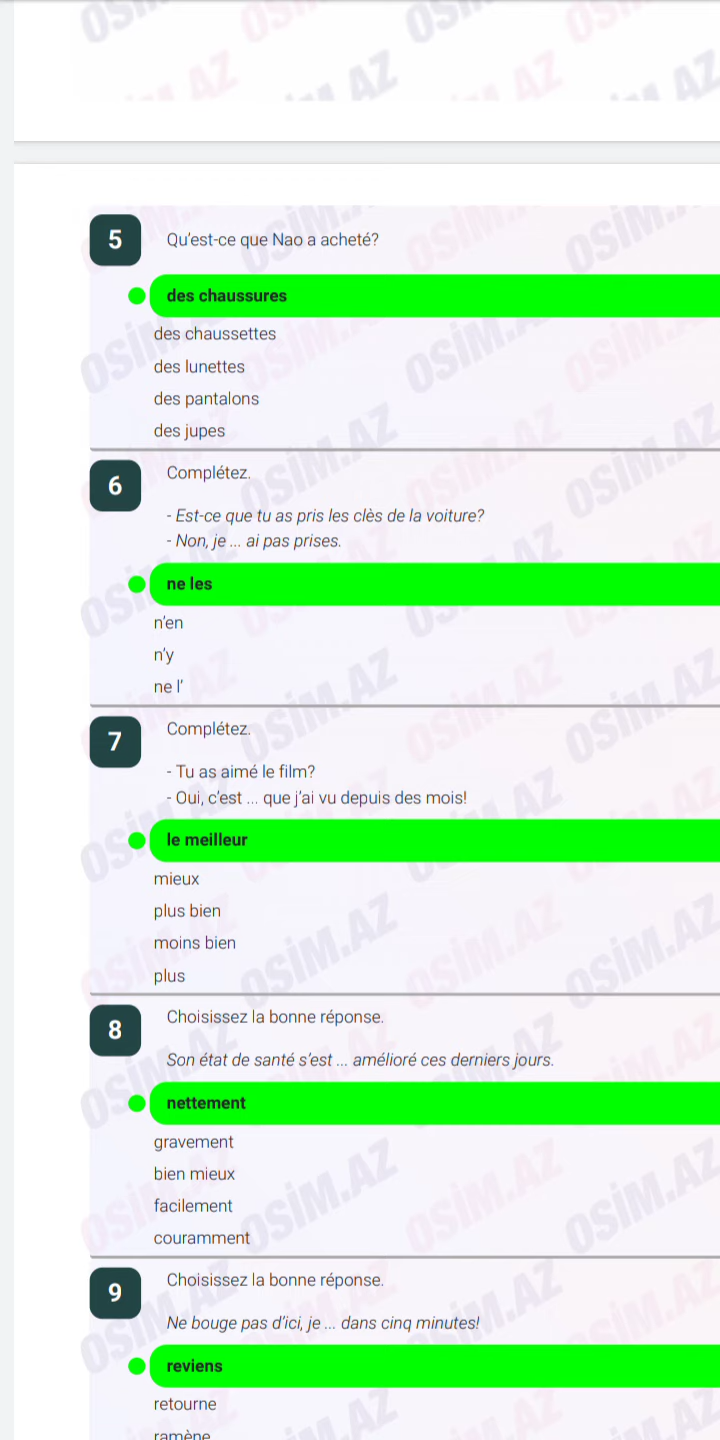 5
Qu'est-ce que Nao a acheté?
des chaussures
des chaussettes
des lunettes
des pantalons
des jupes
6
Complétez.
- Est-ce que tu as pris les clès de la voiture?
- Non, je ... ai pas prises.
ne les
n'en
n'y
ne l'
7
Complétez.
- Tu as aimé le film?
- Oui, c'est ... que j'ai vu depuis des mois!
le meilleur
mieux
plus bien
moins bien
plus
8
Choisissez la bonne réponse.
Son état de santé s'est ... amélioré ces derniers jours.
nettement
gravement
bien mieux
facilement
couramment
9
Choisissez la bonne réponse.
Ne bouge pas d'ici, je ... dans cinq minutes!
reviens
retourne
ramène
OSİM.AZ